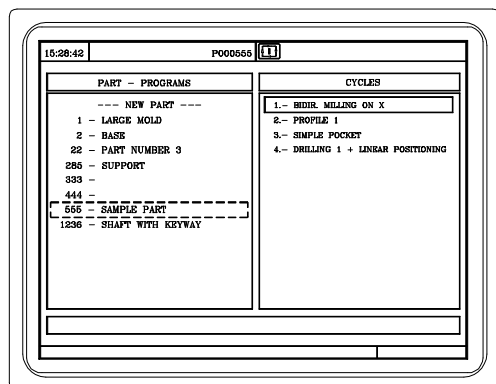 15:28:42 P000555
PART - PROGRAMS
--- NEW PART ---
1 - LARGE MOLD
2 - BASE
22 - PART NUMBER 3
285 - SUPPORT
333 -
444 -
555 - SAMPLE PART
1236 - SHAFT WITH KEYWAY
CYCLES
1.- BIDIR. MILLING ON X
2.- PROFILE 1
3.- SIMPLE POCKET
4.- DRILLING 1 + LINEAR POSITIONING